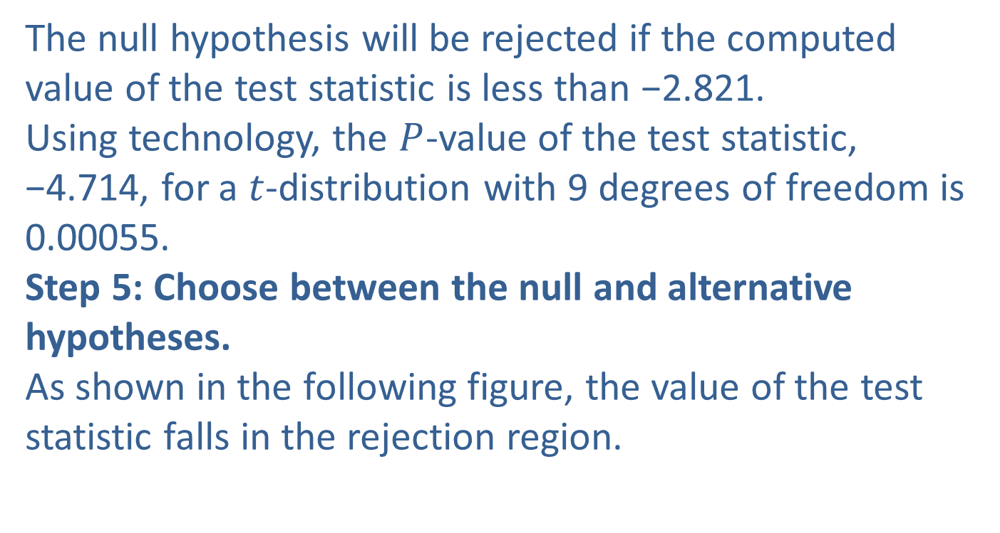 The null hypothesis will be rejected if the computed
value of the test statistic is less than −2.821.
Using technology, the P-value of the test statistic,
−4.714, for a t-distribution with 9 degrees of freedom is
0.00055.
Step 5: Choose between the null and alternative
hypotheses.
As shown in the following figure, the value of the test
statistic falls in the rejection region.